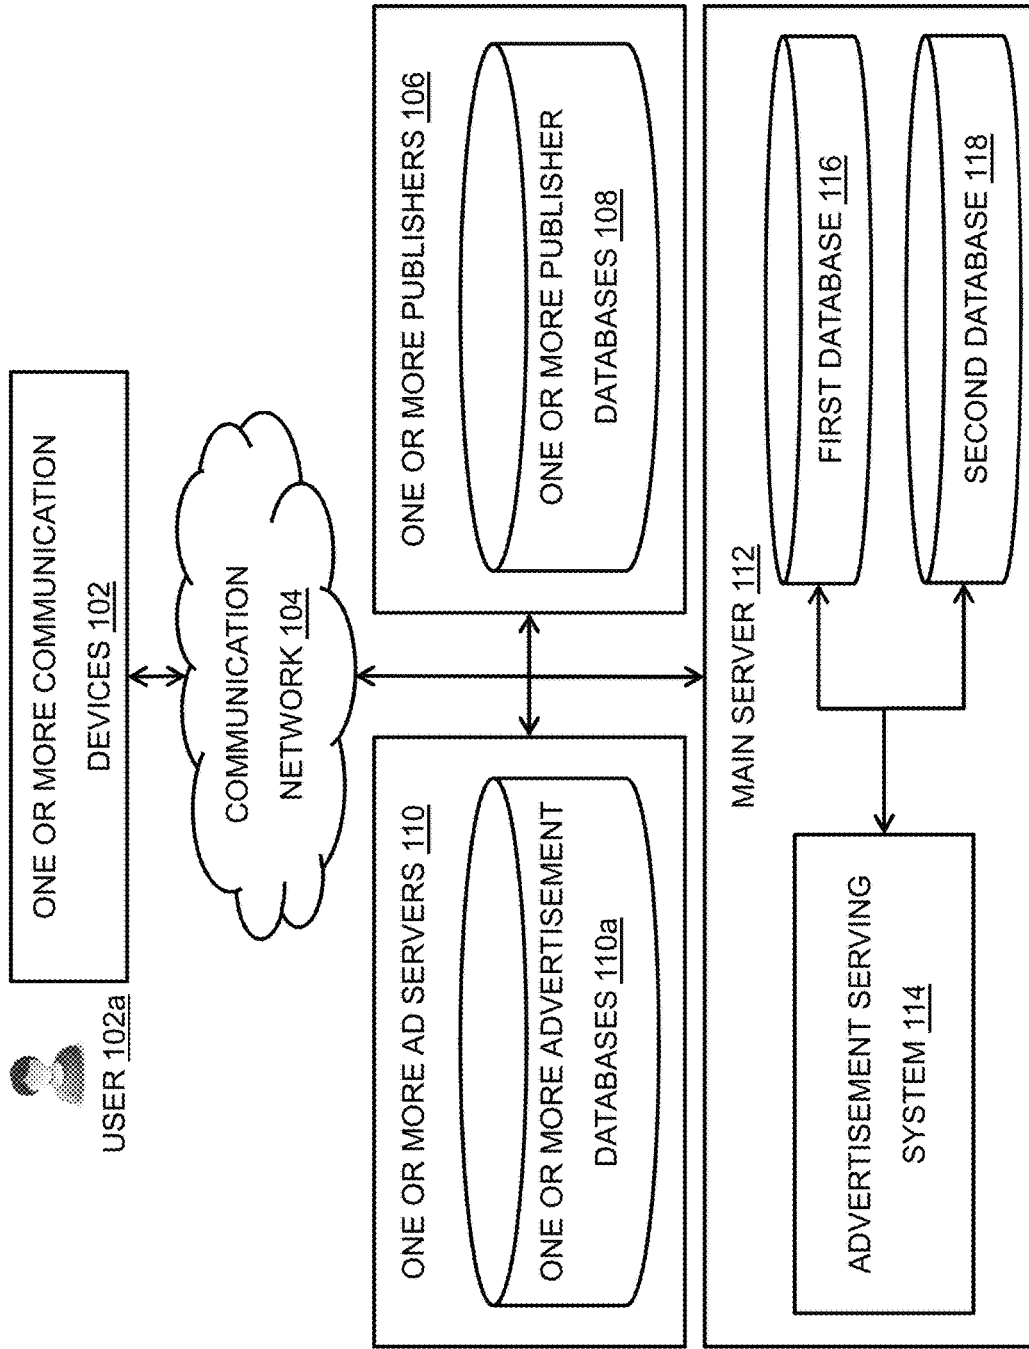 USER 102a
ONE OR MORE COMMUNICATION
DEVICES 102
COMMUNICATION
NETWORK 104
ONE OR MORE AD SERVERS 110
ONE OR MORE ADVERTISEMENT
DATABASES 110a
ONE OR MORE PUBLISHERS 106
ONE OR MORE PUBLISHER
DATABASES 108
MAIN SERVER 112
ADVERTISEMENT SERVING
SYSTEM 114
FIRST DATABASE 116
SECOND DATABASE 118